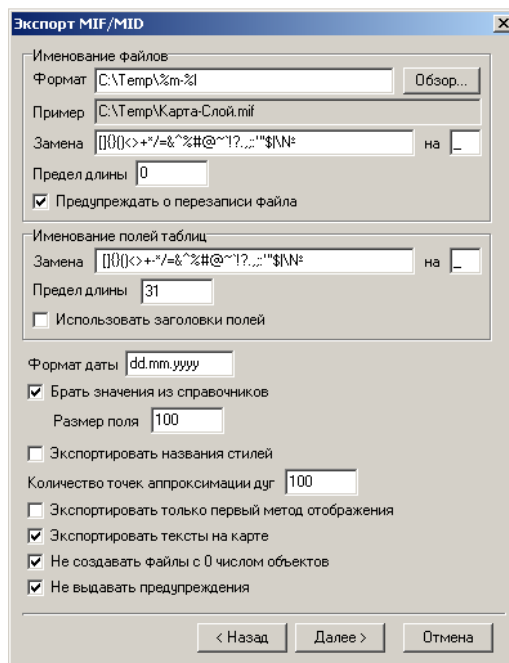 Экспорт MIF/MID
Именование файлов
Формат C:\Temp\%m-%l Обзор...
Пример C:\Temp\Карта-Слой.mif
Замена []{}()<>+*/=&^%#@~`!?.,;:'"$|\№ на _
Предел длины 0
Предупреждать о перезаписи файла
Именование полей таблиц
Замена []{}()<>+-*/=&^%#@~`!?.,;:'"$|\№ на _
Предел длины 31
Использовать заголовки полей
Формат даты dd.mm.yyyy
Брать значения из справочников
Размер поля 100
Экспортировать названия стилей
Количество точек аппроксимации дуг 100
Экспортировать только первый метод отображения
Экспортировать тексты на карте
Не создавать файлы с 0 числом объектов
Не выдавать предупреждения
< Назад Далее > Отмена